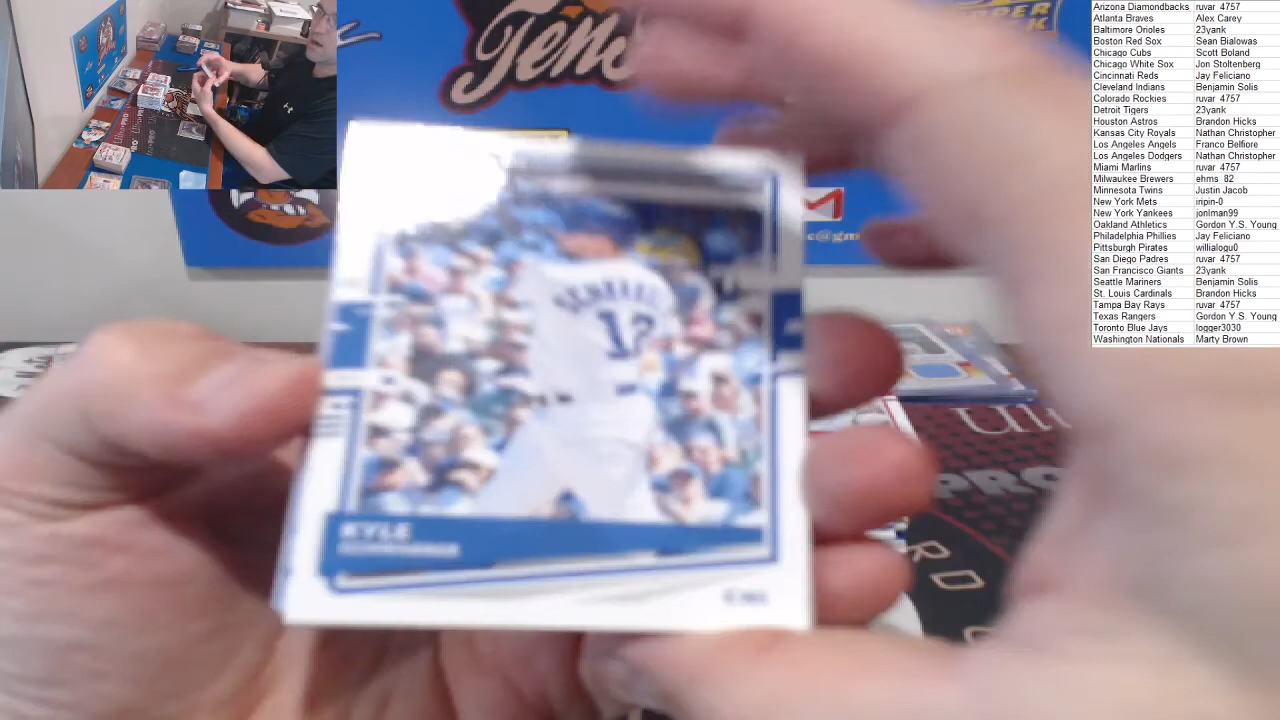 Arizona Diamondbacks ruvar 4757
Atlanta Braves Alex Carey
Baltimore Orioles 23yank
Boston Red Sox Sean Bialowas
Chicago Cubs Scott Boland
Chicago White Sox Jon Stoltenberg
Cincinnati Reds Jay Feliciano
Cleveland Indians Benjamin Solis
Colorado Rockies ruvar 4757
Detroit Tigers 23yank
Houston Astros Brandon Hicks
Kansas City Royals Nathan Christopher
Los Angeles Angels Franco Belfiore
Los Angeles Dodgers Nathan Christopher
Miami Marlins ruvar 4757
Milwaukee Brewers ehms 82
Minnesota Twins Justin Jacob
New York Mets iripin-0
New York Yankees jonlman99
Oakland Athletics Gordon Y.S. Young
Philadelphia Phillies Jay Feliciano
Pittsburgh Pirates willialogu0
San Diego Padres ruvar 4757
San Francisco Giants 23yank
Seattle Mariners Benjamin Solis
St. Louis Cardinals Brandon Hicks
Tampa Bay Rays ruvar 4757
Texas Rangers Gordon Y.S. Young
Toronto Blue Jays logger3030
Washington Nationals Marty Brown
12
KYLE
PRO